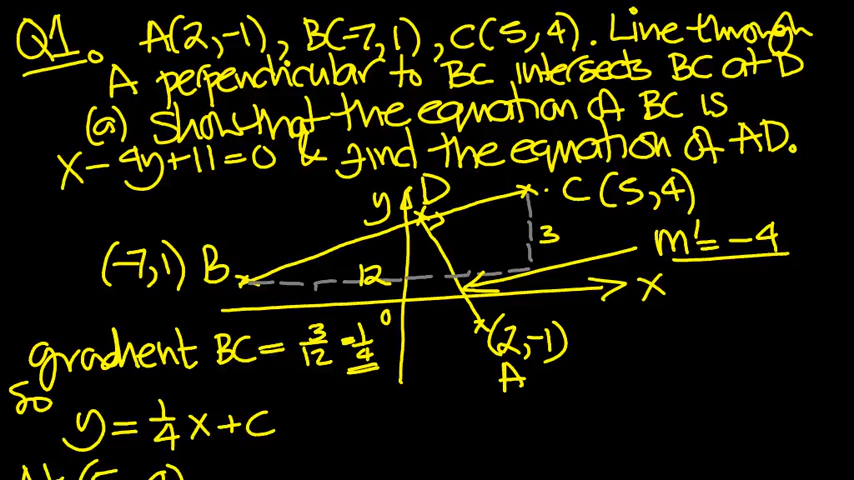 Q1. A(2,-1), B(-7,1), C(5,4). Line through
A perpendicular to BC intersects BC at D
(a) show that the equation of BC is
x - 4y + 11 = 0 & find the equation of AD.
y D C (5,4)
3 m' = -4
(-7,1) B 12 x
0
gradient BC = 3/12 = 1/4 (2,-1)
A
So
y = 1/4 x + C